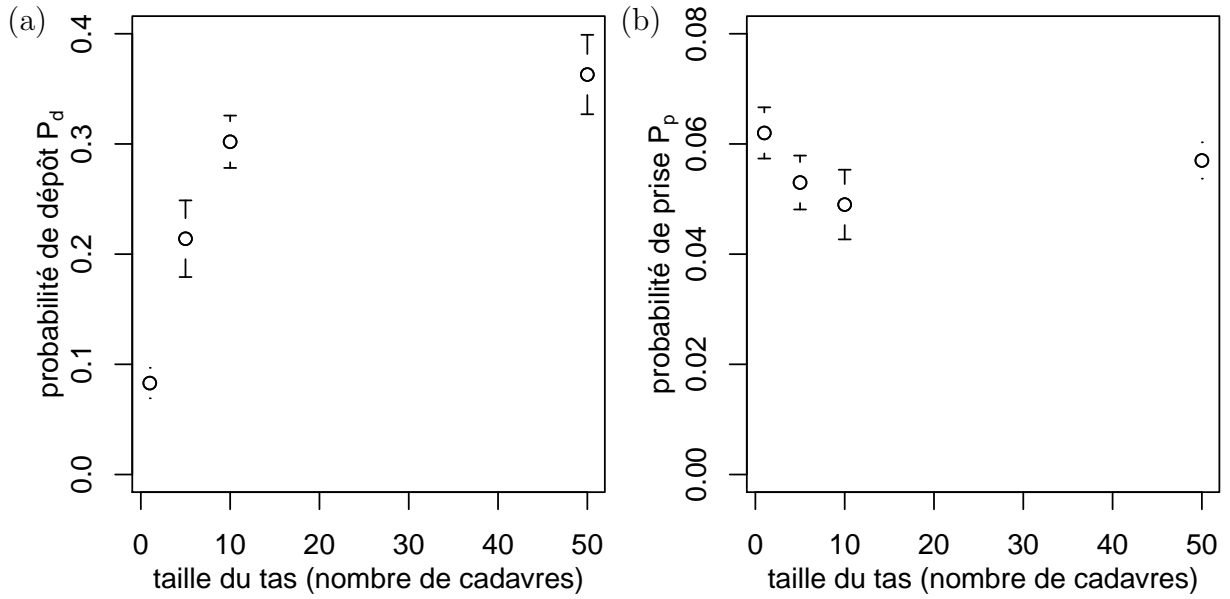 (a)
probabilité de dépôt P_d
0.0 0.1 0.2 0.3 0.4
0 10 20 30 40 50
taille du tas (nombre de cadavres)
(b)
probabilité de prise P_p
0.00 0.02 0.04 0.06 0.08
0 10 20 30 40 50
taille du tas (nombre de cadavres)